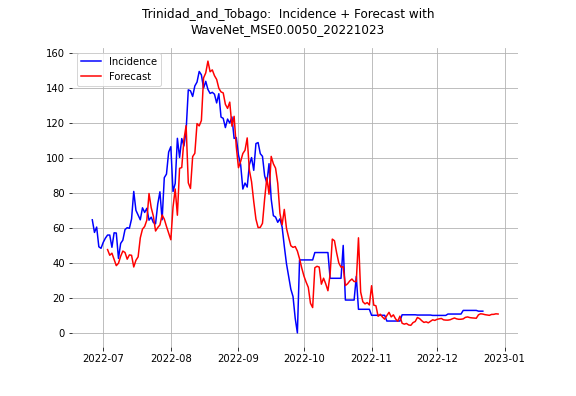 Trinidad_and_Tobago:  Incidence + Forecast with
WaveNet_MSE0.0050_20221023
Incidence
Forecast
160
140
120
100
80
60
40
20
0
2022-07 2022-08 2022-09 2022-10 2022-11 2022-12 2023-01